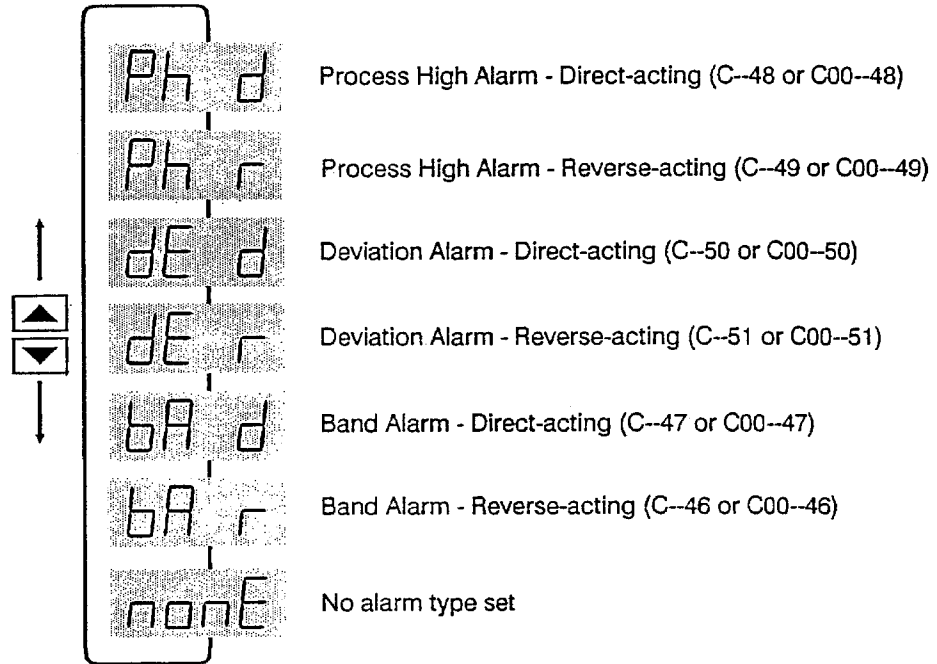 Ph d Process High Alarm - Direct-acting (C--48 or C00--48)
Ph r Process High Alarm - Reverse-acting (C--49 or C00--49)
dE d Deviation Alarm - Direct-acting (C--50 or C00--50)
dE r Deviation Alarm - Reverse-acting (C--51 or C00--51)
bA d Band Alarm - Direct-acting (C--47 or C00--47)
bA r Band Alarm - Reverse-acting (C--46 or C00--46)
nonE No alarm type set